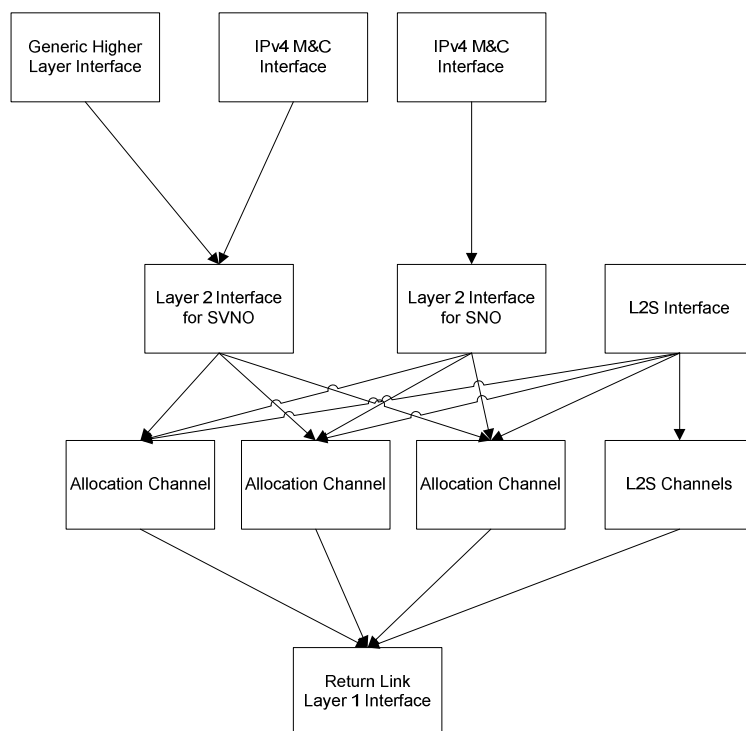 Generic Higher
Layer Interface
IPv4 M&C
Interface
IPv4 M&C
Interface
Layer 2 Interface
for SVNO
Layer 2 Interface
for SNO
L2S Interface
Allocation Channel
Allocation Channel
Allocation Channel
L2S Channels
Return Link
Layer 1 Interface